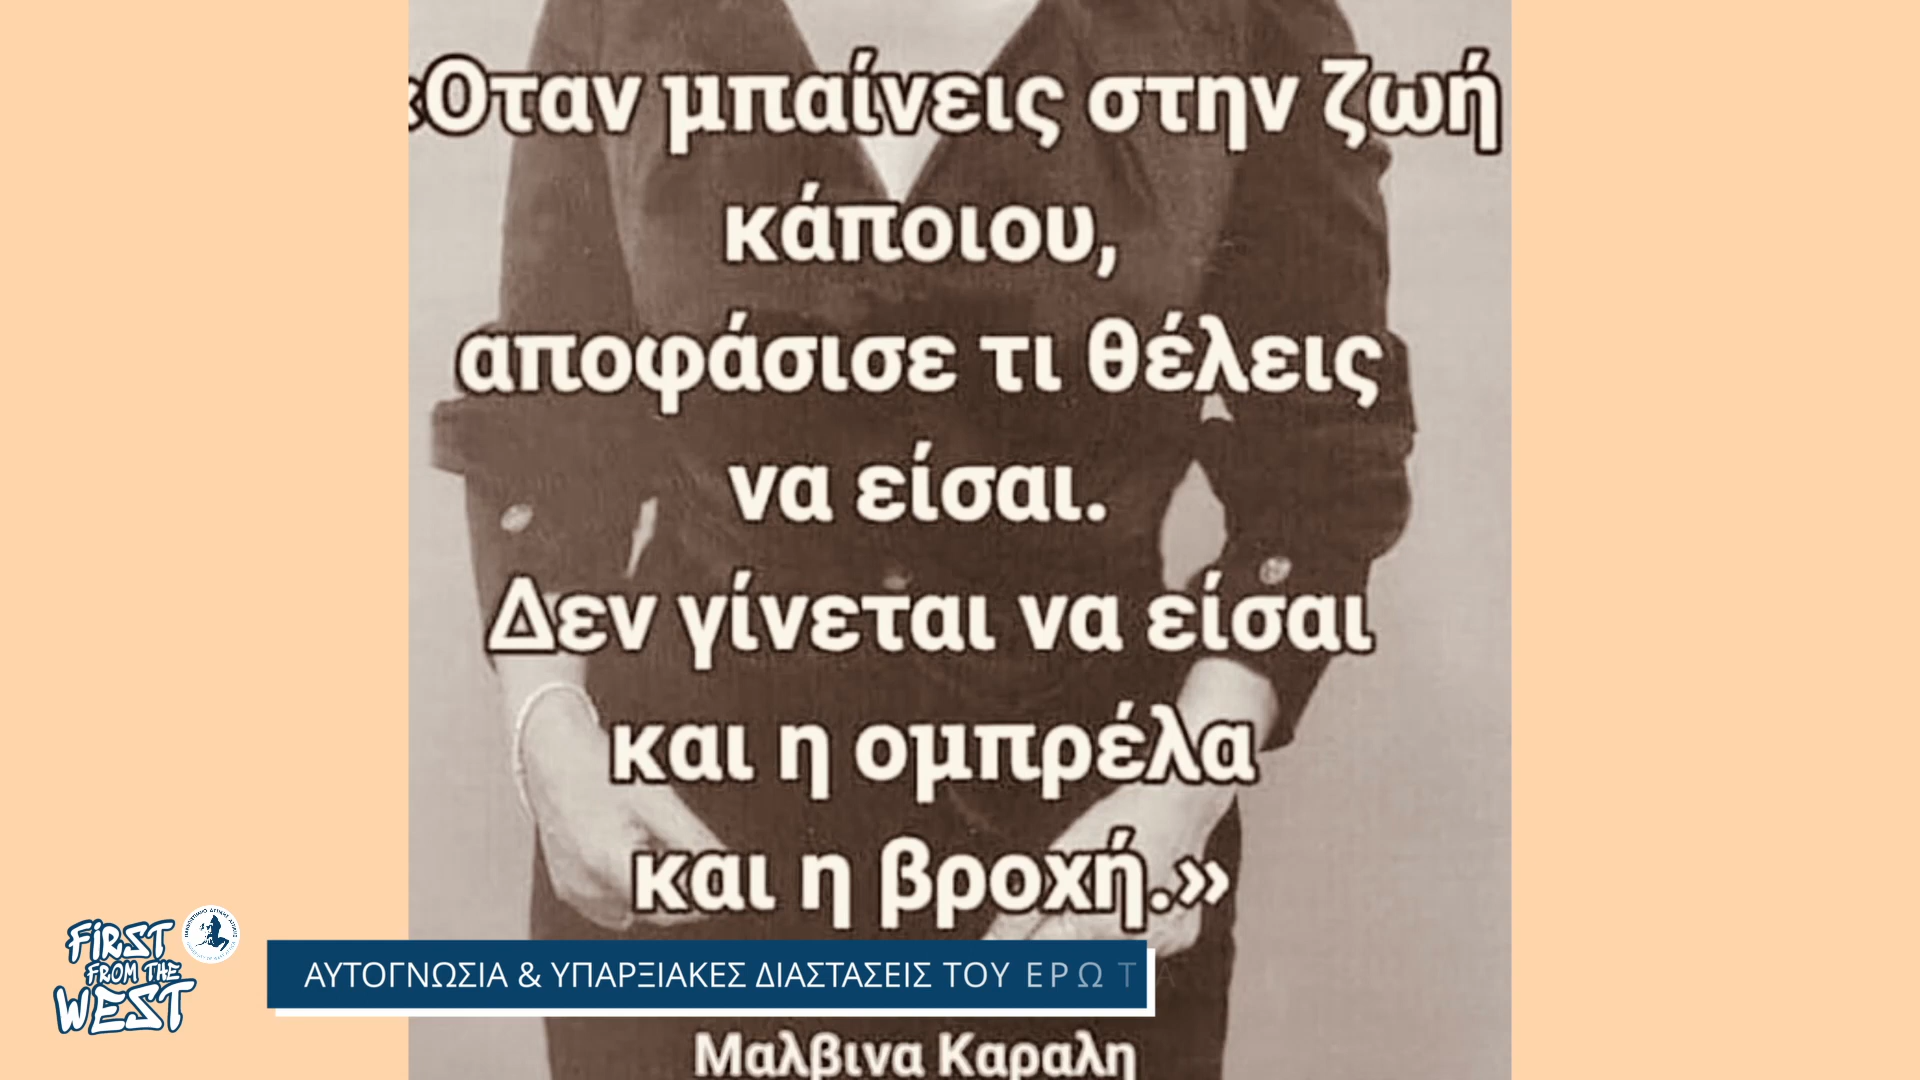 «Όταν μπαίνεις στην ζωή
κάποιου,
αποφάσισε τι θέλεις
να είσαι.
Δεν γίνεται να είσαι
και η ομπρέλα
και η βροχή.»
FIRST
FROM THE
WEST
ΑΥΤΟΓΝΩΣΙΑ & ΥΠΑΡΞΙΑΚΕΣ ΔΙΑΣΤΑΣΕΙΣ ΤΟΥ ΕΡΩΤΑ
Μαλβινα Καραλη